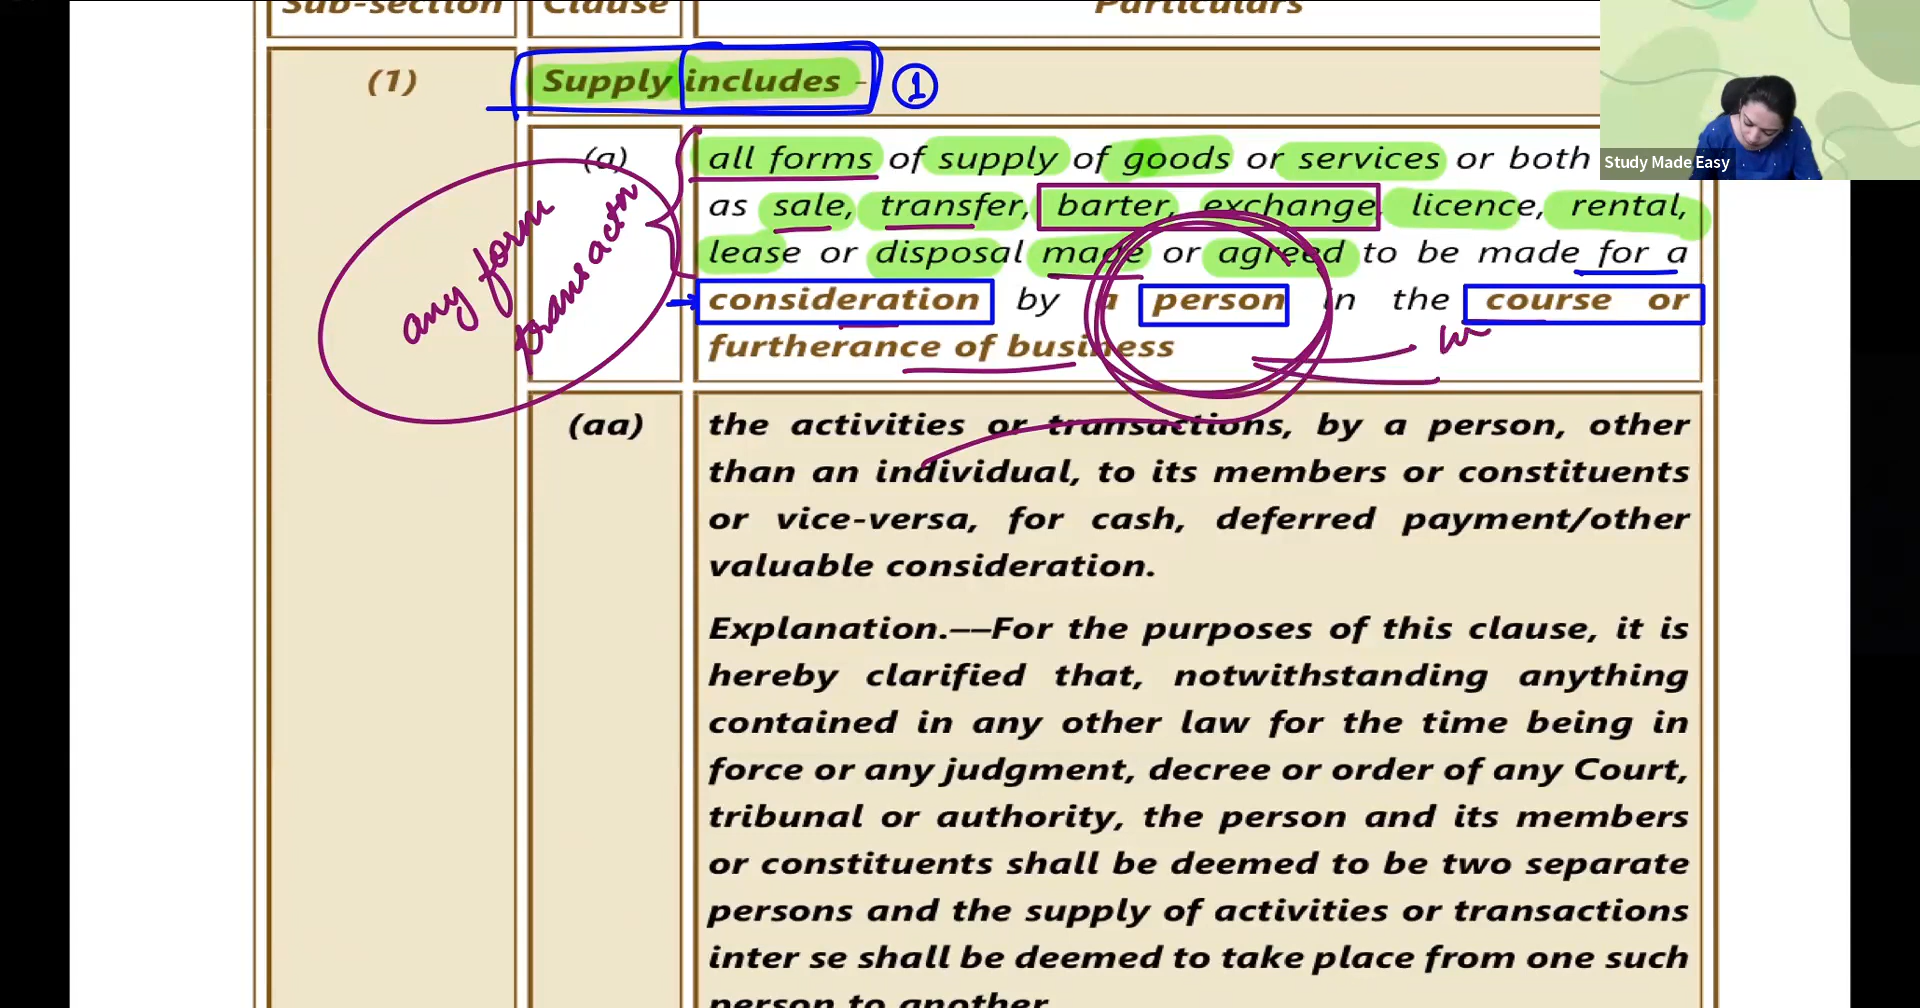 Sub-section Clause Particulars
(1) Supply includes - 1
(a) all forms of supply of goods or services or both
as sale, transfer, barter, exchange, licence, rental,
lease or disposal made or agreed to be made for a
consideration by a person in the course or
furtherance of business
any form
transactn
(aa) the activities or transactions, by a person, other
than an individual, to its members or constituents
or vice-versa, for cash, deferred payment/other
valuable consideration.
Explanation.––For the purposes of this clause, it is
hereby clarified that, notwithstanding anything
contained in any other law for the time being in
force or any judgment, decree or order of any Court,
tribunal or authority, the person and its members
or constituents shall be deemed to be two separate
persons and the supply of activities or transactions
inter se shall be deemed to take place from one such
person to another.
Study Made Easy